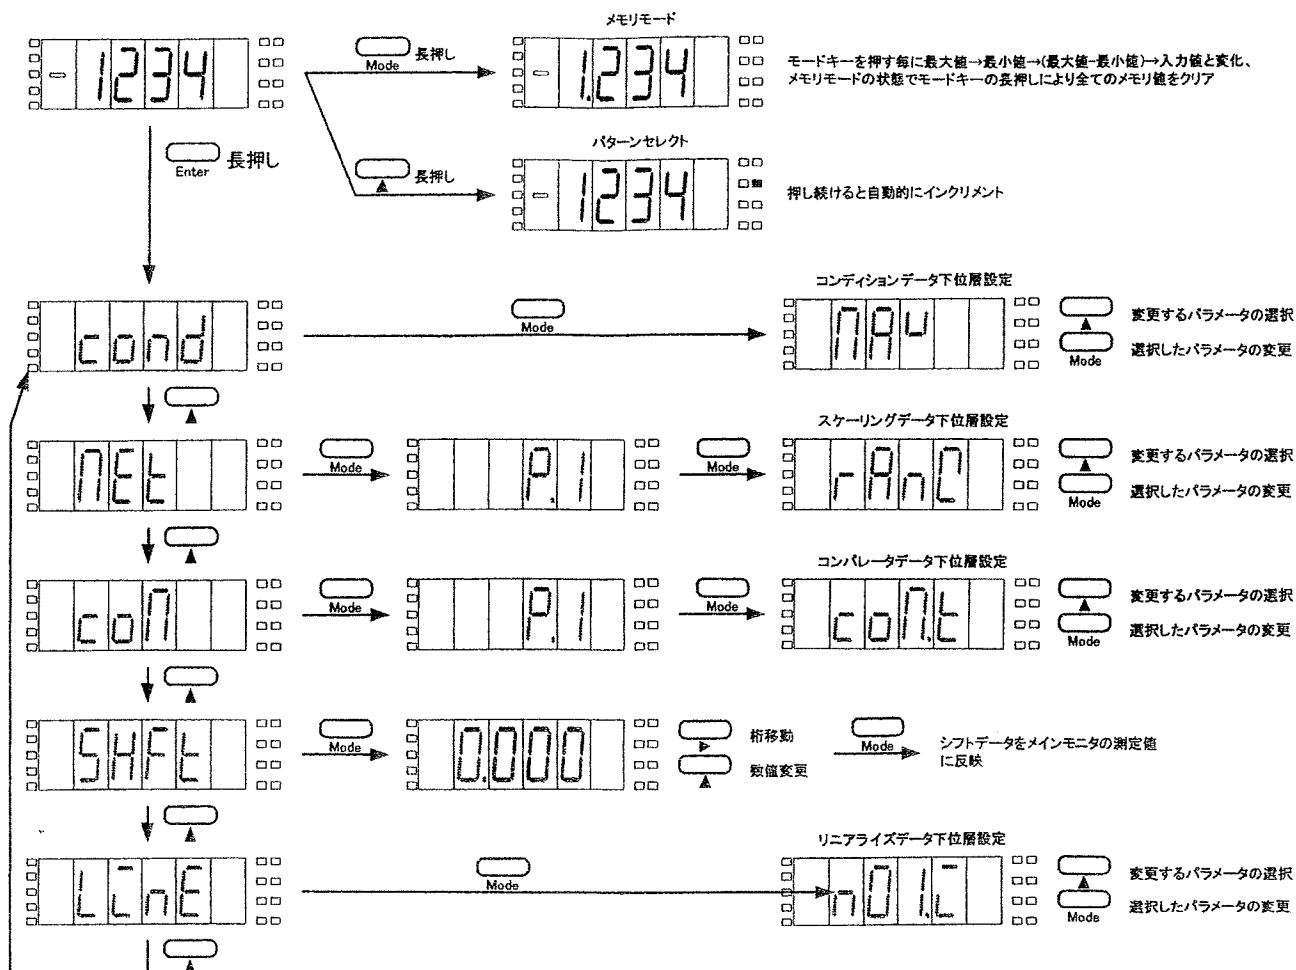 メモリモード
- 1234
Mode 長押し
- 1.234
モードキーを押す毎に最大値→最小値→(最大値-最小値)→入力値と変化、
メモリモードの状態でモードキーの長押しにより全てのメモリ値をクリア
Enter 長押し
パターンセレクト
長押し
- 1234
押し続けると自動的にインクリメント
コンディションデータ下位層設定
cond
Mode
変更するパラメータの選択
Mode
選択したパラメータの変更
スケーリングデータ下位層設定
MEt
Mode
P.1
Mode
rAnG
変更するパラメータの選択
Mode
選択したパラメータの変更
コンパレータデータ下位層設定
coM
Mode
P.1
Mode
coM.t
変更するパラメータの選択
Mode
選択したパラメータの変更
SHFt
Mode
0.000
桁移動
数値変更
Mode
シフトデータをメインモニタの測定値
に反映
リニアライズデータ下位層設定
LinE
Mode
n01.i
変更するパラメータの選択
Mode
選択したパラメータの変更